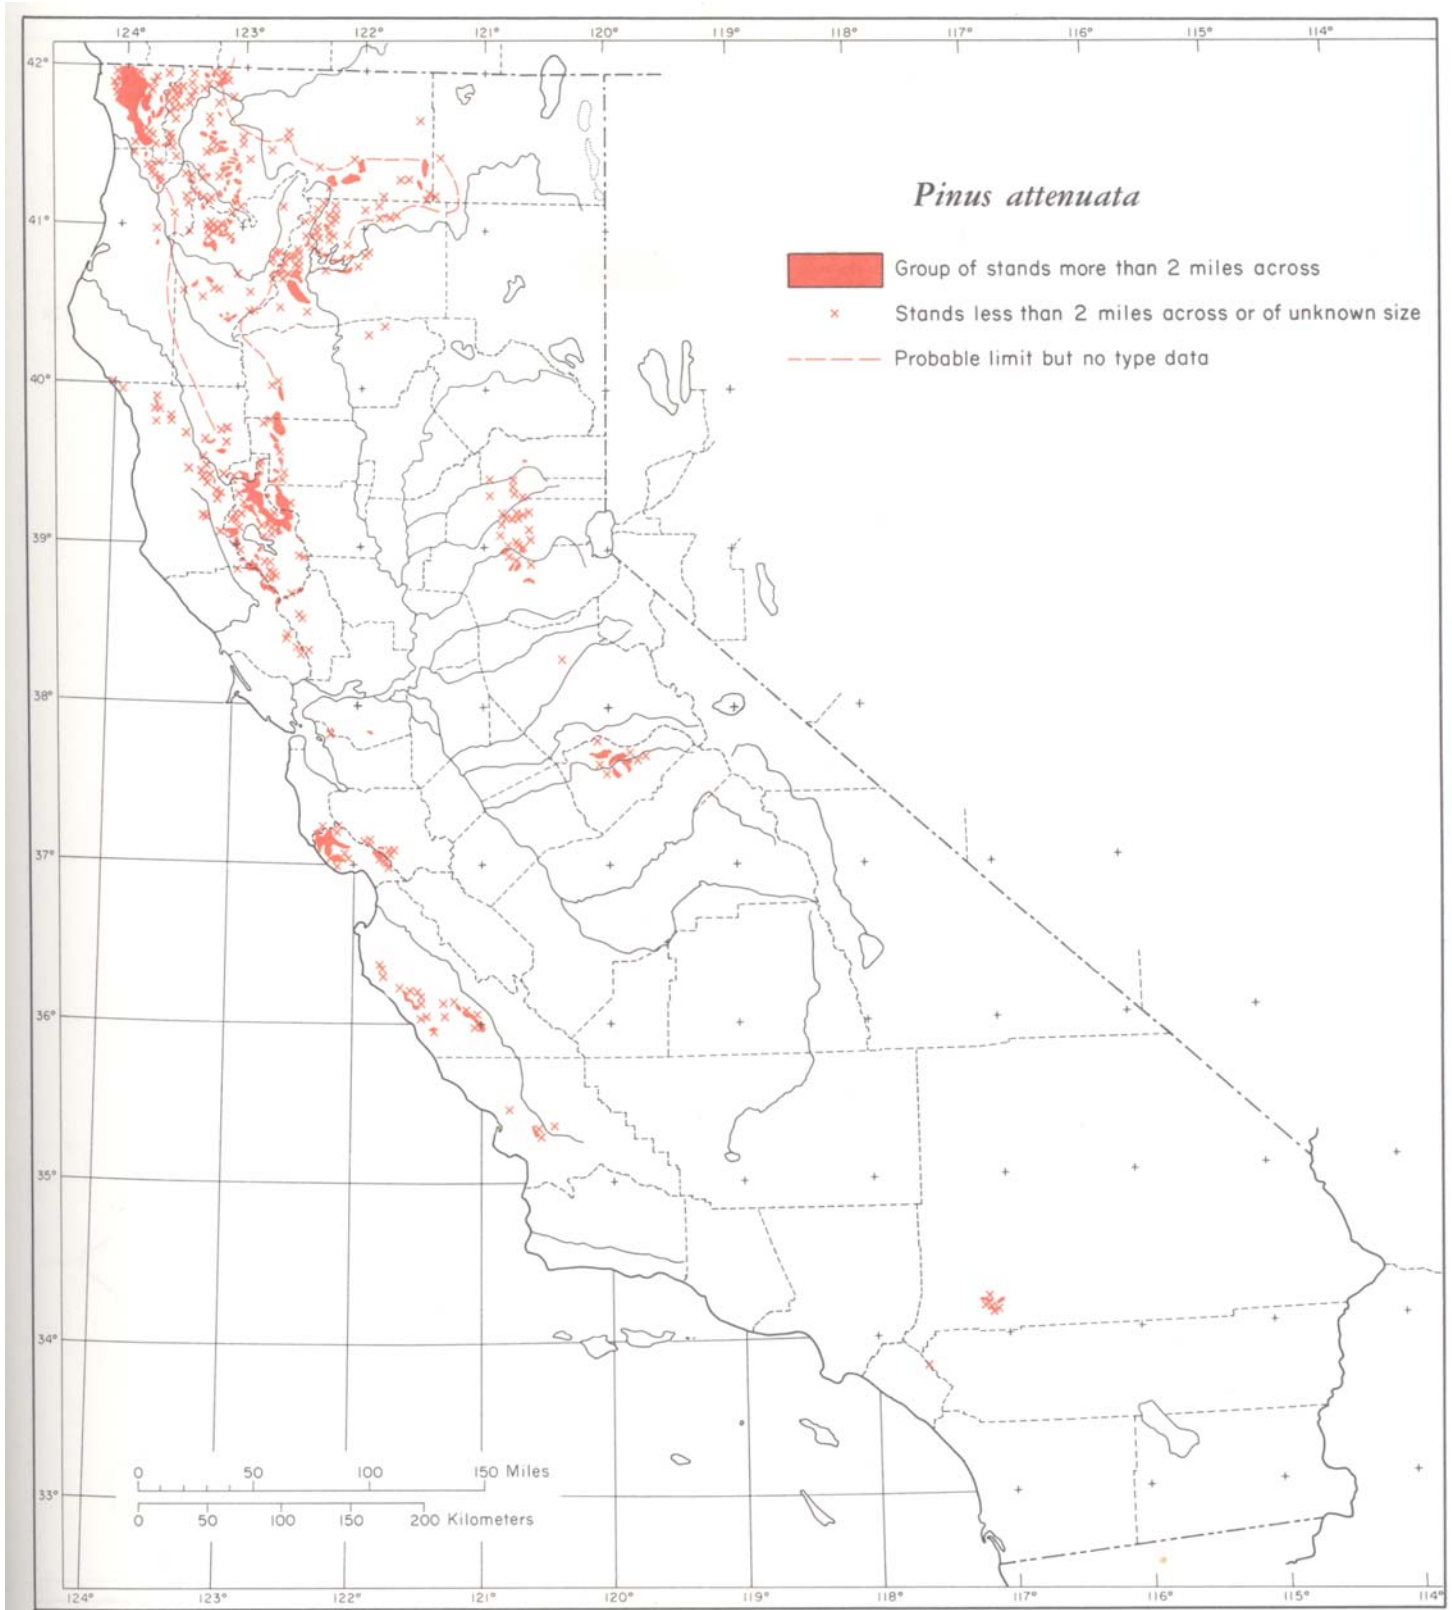 124° 123° 122° 121° 120° 119° 118° 117° 116° 115° 114°
42°
Pinus attenuata
41°
Group of stands more than 2 miles across
Stands less than 2 miles across or of unknown size
Probable limit but no type data
40°
39°
38°
37°
36°
35°
34°
0 50 100 150 Miles
33°
0 50 100 150 200 Kilometers
124° 123° 122° 121° 120° 119° 118° 117° 116° 115° 114°